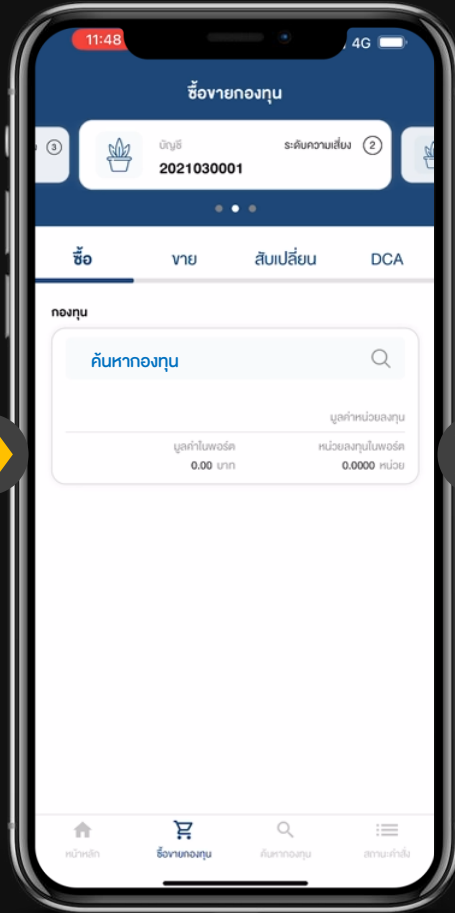 11:48 4G
ซื้อขายกองทุน
3 บัญชี ระดับความเสี่ยง 2
2021030001
ซื้อ ขาย สับเปลี่ยน DCA
กองทุน
ค้นหากองทุน
มูลค่าหน่วยลงทุน
มูลค่าในพอร์ต หน่วยลงทุนในพอร์ต
0.00 บาท 0.0000 หน่วย
หน้าหลัก ซื้อขายกองทุน ค้นหากองทุน สถานะคำสั่ง